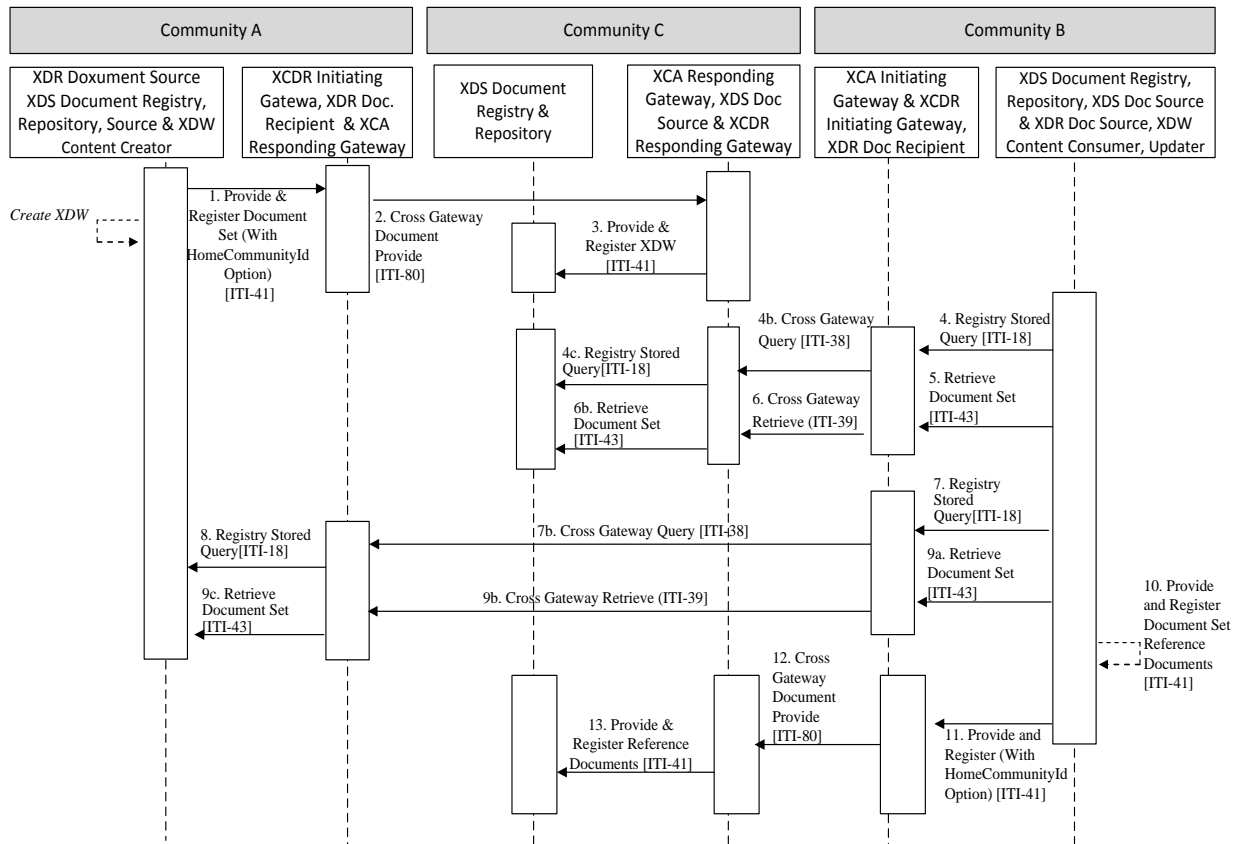 Community A
Community C
Community B
XDR Doxument Source
XDS Document Registry,
Repository, Source & XDW
Content Creator
XCDR Initiating
Gatewa, XDR Doc.
Recipient & XCA
Responding Gateway
XDS Document
Registry &
Repository
XCA Responding
Gateway, XDS Doc
Source & XCDR
Responding Gateway
XCA Initiating
Gateway & XCDR
Initiating Gateway,
XDR Doc Recipient
XDS Document Registry,
Repository, XDS Doc Source
& XDR Doc Source, XDW
Content Consumer, Updater
Create XDW
1. Provide &
Register Document
Set (With
HomeCommunityId
Option)
[ITI-41]
2. Cross Gateway
Document
Provide
[ITI-80]
3. Provide &
Register XDW
[ITI-41]
4b. Cross Gateway
Query [ITI-38]
4. Registry Stored
Query [ITI-18]
4c. Registry Stored
Query[ITI-18]
5. Retrieve
Document Set
[ITI-43]
6. Cross Gateway
Retrieve (ITI-39]
6b. Retrieve
Document Set
[ITI-43]
7. Registry
Stored
Query[ITI-18]
7b. Cross Gateway Query [ITI-38]
8. Registry Stored
Query[ITI-18]
9a. Retrieve
Document Set
[ITI-43]
9b. Cross Gateway Retrieve (ITI-39]
9c. Retrieve
Document Set
[ITI-43]
10. Provide
and Register
Document Set
Reference
Documents
[ITI-41]
12. Cross
Gateway
Document
Provide
[ITI-80]
11. Provide and
Register (With
HomeCommunityId
Option) [ITI-41]
13. Provide &
Register Reference
Documents [ITI-41]